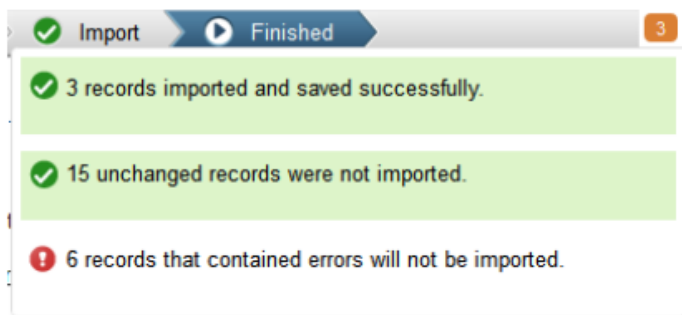 Import Finished 3
3 records imported and saved successfully.
15 unchanged records were not imported.
6 records that contained errors will not be imported.